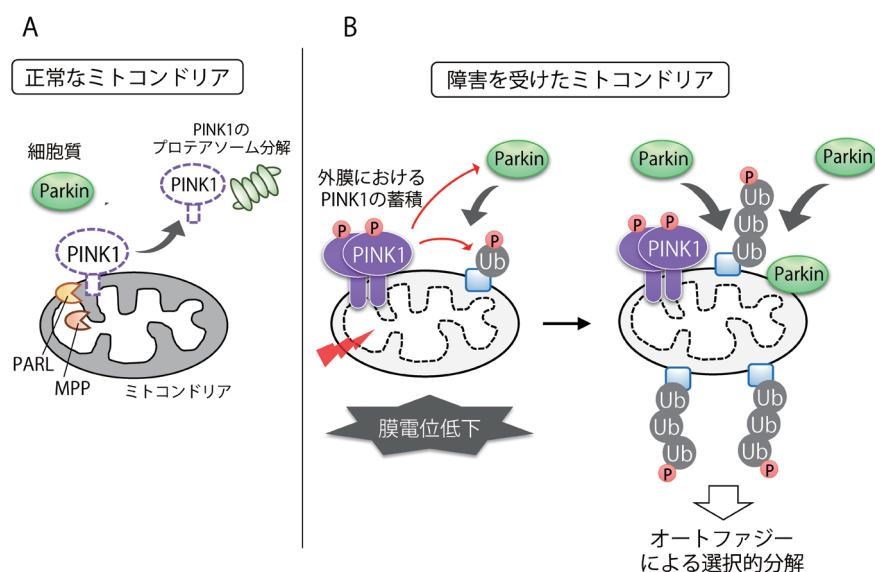 A
正常なミトコンドリア
細胞質
Parkin
PINK1の
プロテアソーム分解
PINK1
PINK1
PARL
MPP
ミトコンドリア
B
障害を受けたミトコンドリア
外膜における
PINK1の蓄積
P
P
PINK1
Parkin
P
Ub
膜電位低下
Parkin
Parkin
P
Ub
Ub
Ub
P
P
PINK1
Parkin
Ub
Ub
Ub
P
Ub
Ub
Ub
P
オートファジー
による選択的分解